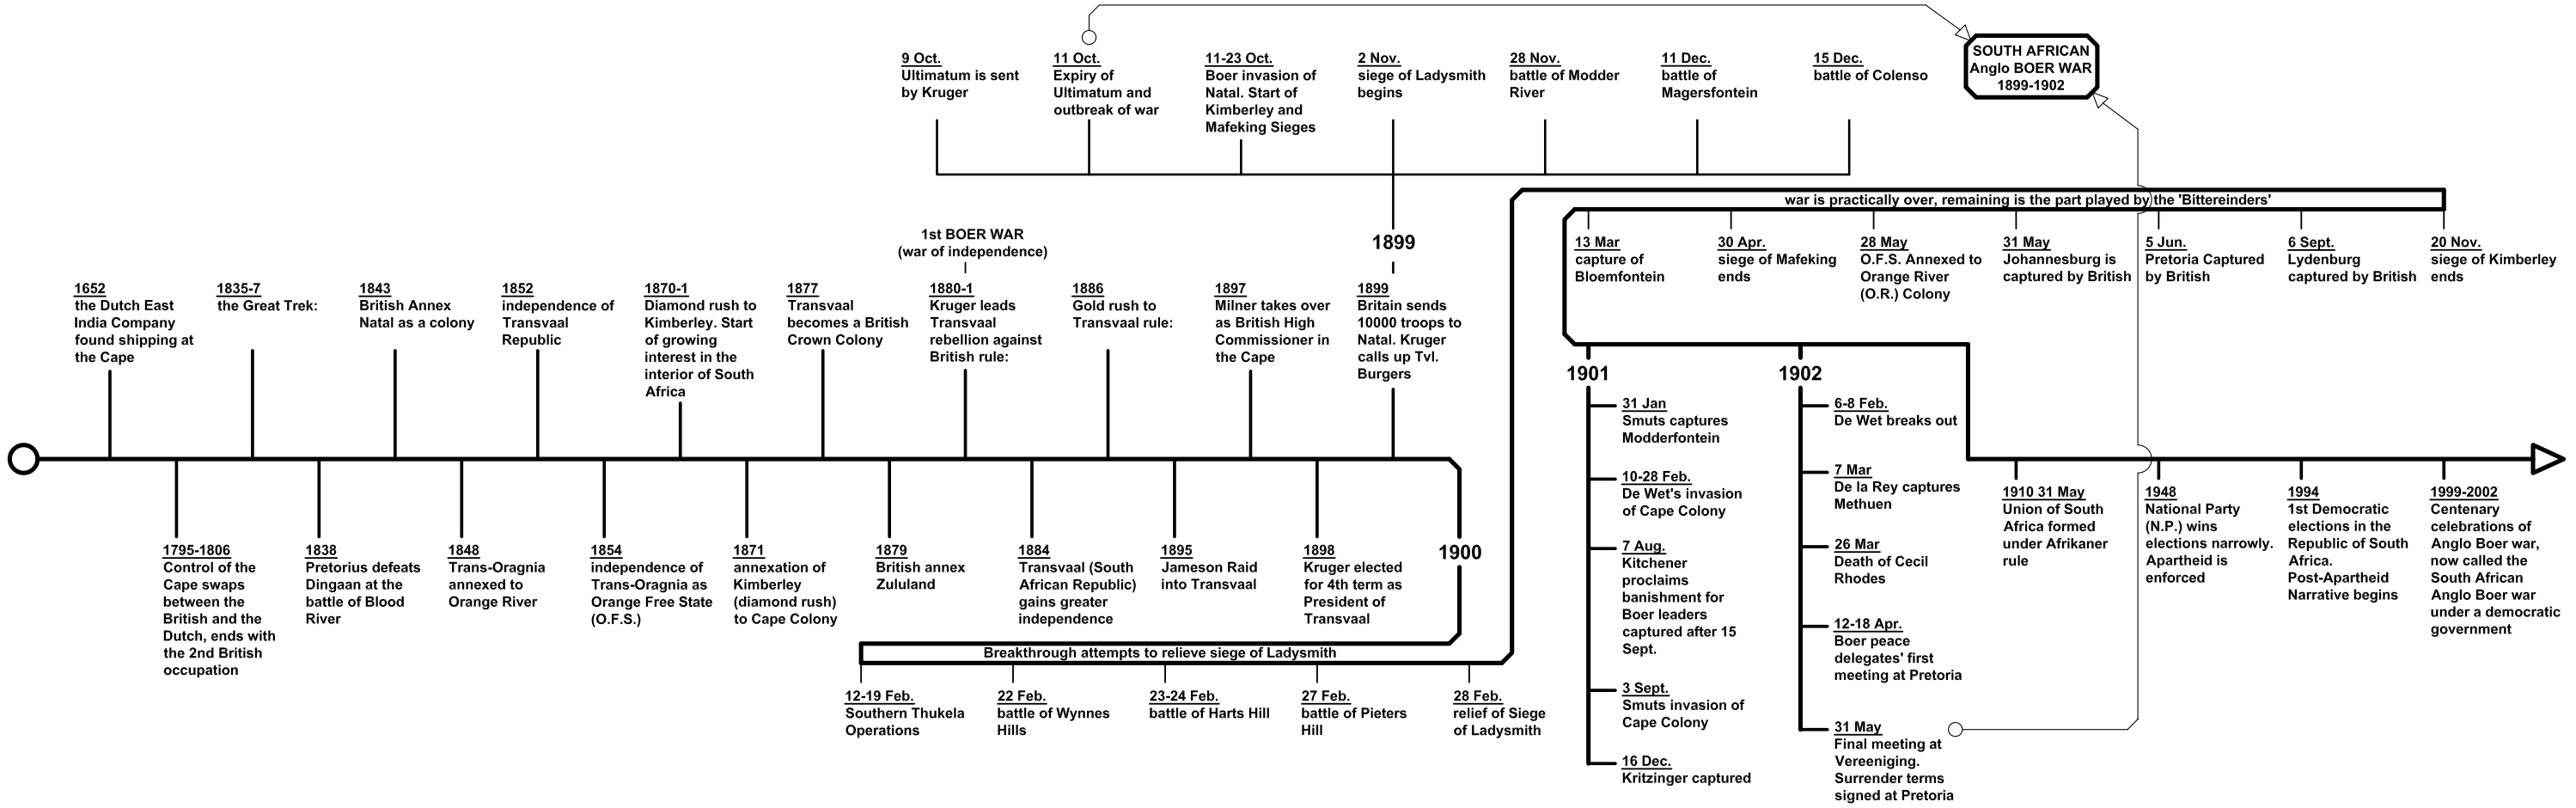 SOUTH AFRICAN
Anglo BOER WAR
1899-1902
9 Oct.
Ultimatum is sent
by Kruger
11 Oct.
Expiry of
Ultimatum and
outbreak of war
11-23 Oct.
Boer invasion of
Natal. Start of
Kimberley and
Mafeking Sieges
2 Nov.
siege of Ladysmith
begins
28 Nov.
battle of Modder
River
11 Dec.
battle of
Magersfontein
15 Dec.
battle of Colenso
1899
1st BOER WAR
(war of independence)
1652
the Dutch East
India Company
found shipping at
the Cape
1835-7
the Great Trek:
1843
British Annex
Natal as a colony
1852
independence of
Transvaal
Republic
1870-1
Diamond rush to
Kimberley. Start
of growing
interest in the
interior of South
Africa
1877
Transvaal
becomes a British
Crown Colony
1880-1
Kruger leads
Transvaal
rebellion against
British rule:
1886
Gold rush to
Transvaal rule:
1897
Milner takes over
as British High
Commissioner in
the Cape
1899
Britain sends
10000 troops to
Natal. Kruger
calls up Tvl.
Burgers
1795-1806
Control of the
Cape swaps
between the
British and the
Dutch, ends with
the 2nd British
occupation
1838
Pretorius defeats
Dingaan at the
battle of Blood
River
1848
Trans-Oragnia
annexed to
Orange River
1854
independence of
Trans-Oragnia as
Orange Free State
(O.F.S.)
1871
annexation of
Kimberley
(diamond rush)
to Cape Colony
1879
British annex
Zululand
1884
Transvaal (South
African Republic)
gains greater
independence
1895
Jameson Raid
into Transvaal
1898
Kruger elected
for 4th term as
President of
Transvaal
1900
Breakthrough attempts to relieve siege of Ladysmith
12-19 Feb.
Southern Thukela
Operations
22 Feb.
battle of Wynnes
Hills
23-24 Feb.
battle of Harts Hill
27 Feb.
battle of Pieters
Hill
28 Feb.
relief of Siege
of Ladysmith
war is practically over, remaining is the part played by the 'Bittereinders'
13 Mar
capture of
Bloemfontein
30 Apr.
siege of Mafeking
ends
28 May
O.F.S. Annexed to
Orange River
(O.R.) Colony
31 May
Johannesburg is
captured by British
5 Jun.
Pretoria Captured
by British
6 Sept.
Lydenburg
captured by British
20 Nov.
siege of Kimberley
ends
1901
31 Jan
Smuts captures
Modderfontein
10-28 Feb.
De Wet's invasion
of Cape Colony
7 Aug.
Kitchener
proclaims
banishment for
Boer leaders
captured after 15
Sept.
3 Sept.
Smuts invasion of
Cape Colony
16 Dec.
Kritzinger captured
1902
6-8 Feb.
De Wet breaks out
7 Mar
De la Rey captures
Methuen
26 Mar
Death of Cecil
Rhodes
12-18 Apr.
Boer peace
delegates' first
meeting at Pretoria
31 May
Final meeting at
Vereeniging.
Surrender terms
signed at Pretoria
1910 31 May
Union of South
Africa formed
under Afrikaner
rule
1948
National Party
(N.P.) wins
elections narrowly.
Apartheid is
enforced
1994
1st Democratic
elections in the
Republic of South
Africa.
Post-Apartheid
Narrative begins
1999-2002
Centenary
celebrations of
Anglo Boer war,
now called the
South African
Anglo Boer war
under a democratic
government